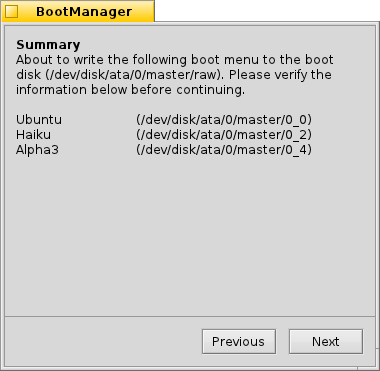 BootManager
Summary
About to write the following boot menu to the boot
disk (/dev/disk/ata/0/master/raw). Please verify the
information below before continuing.
Ubuntu (/dev/disk/ata/0/master/0_0)
Haiku (/dev/disk/ata/0/master/0_2)
Alpha3 (/dev/disk/ata/0/master/0_4)
Previous Next